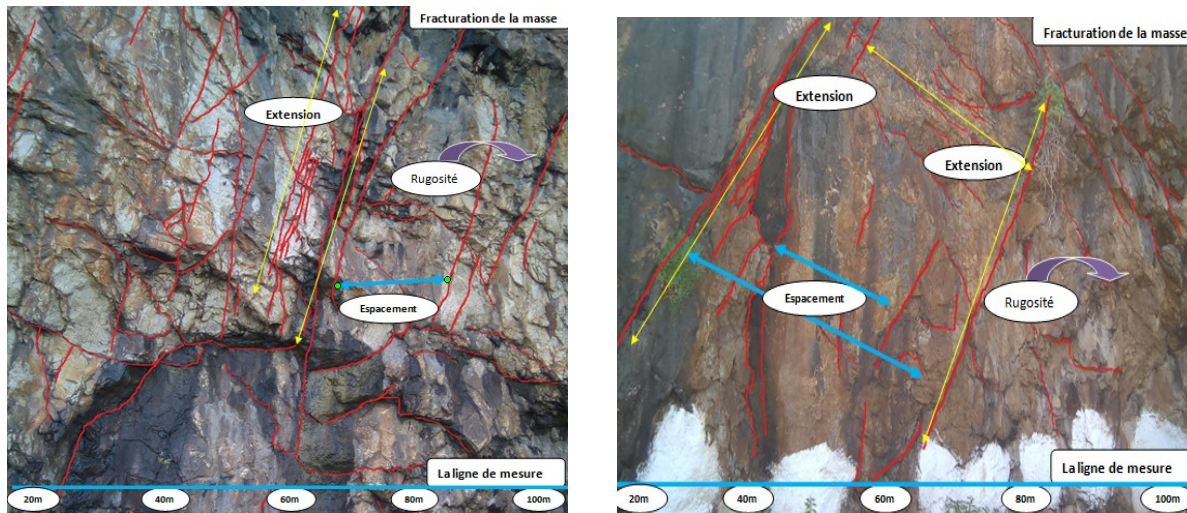 Fracturation de la masse
Extension
Rugosité
Espacement
La ligne de mesure
20m 40m 60m 80m 100m
Fracturation de la masse
Extension
Extension
Espacement
Rugosité
La ligne de mesure
20m 40m 60m 80m 100m